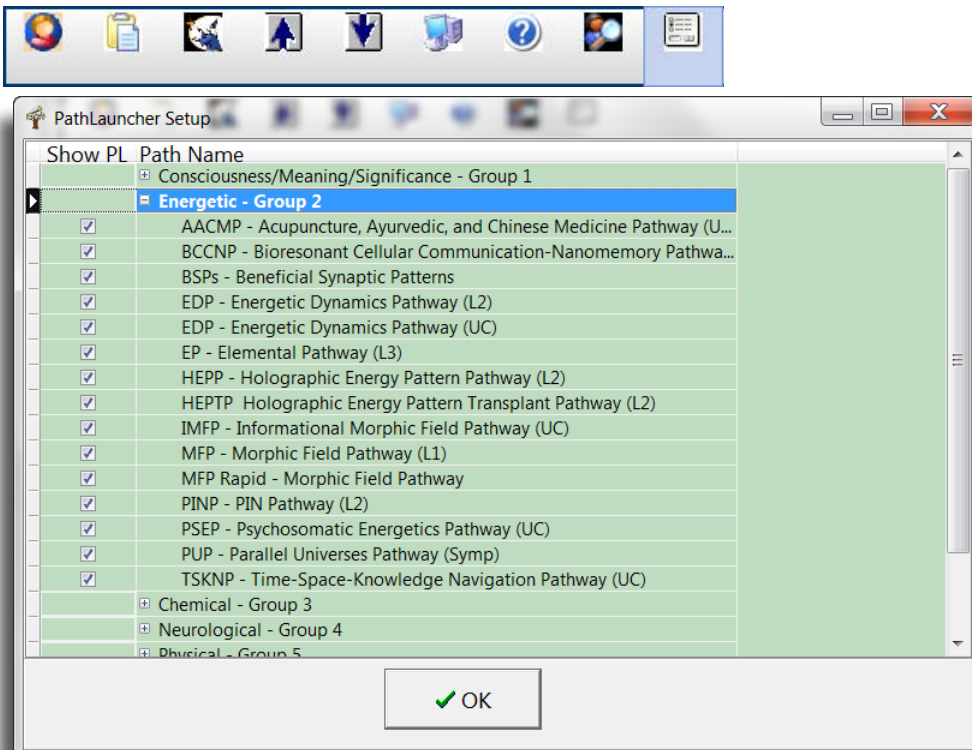 PathLauncher Setup
Show PL Path Name
Consciousness/Meaning/Significance - Group 1
Energetic - Group 2
AACMP - Acupuncture, Ayurvedic, and Chinese Medicine Pathway (U...
BCCNP - Bioresonant Cellular Communication-Nanomemory Pathwa...
BSPs - Beneficial Synaptic Patterns
EDP - Energetic Dynamics Pathway (L2)
EDP - Energetic Dynamics Pathway (UC)
EP - Elemental Pathway (L3)
HEPP - Holographic Energy Pattern Pathway (L2)
HEPTP  Holographic Energy Pattern Transplant Pathway (L2)
IMFP - Informational Morphic Field Pathway (UC)
MFP - Morphic Field Pathway (L1)
MFP Rapid - Morphic Field Pathway
PINP - PIN Pathway (L2)
PSEP - Psychosomatic Energetics Pathway (UC)
PUP - Parallel Universes Pathway (Symp)
TSKNP - Time-Space-Knowledge Navigation Pathway (UC)
Chemical - Group 3
Neurological - Group 4
Physical - Group 5
OK